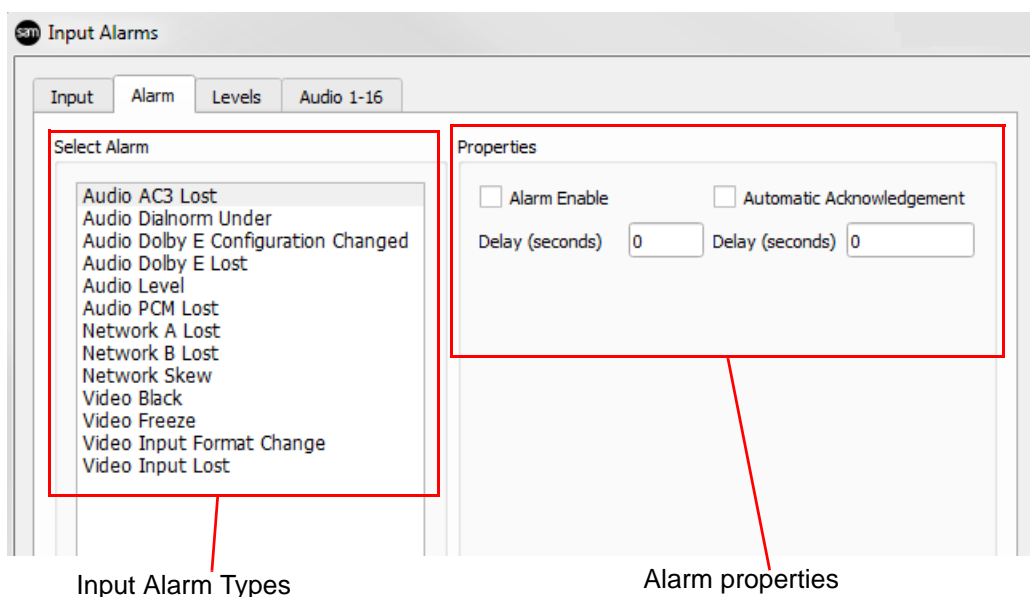 sam Input Alarms
Input Alarm Levels Audio 1-16
Select Alarm
Audio AC3 Lost
Audio Dialnorm Under
Audio Dolby E Configuration Changed
Audio Dolby E Lost
Audio Level
Audio PCM Lost
Network A Lost
Network B Lost
Network Skew
Video Black
Video Freeze
Video Input Format Change
Video Input Lost
Properties
Alarm Enable Automatic Acknowledgement
Delay (seconds) 0 Delay (seconds) 0
Input Alarm Types
Alarm properties